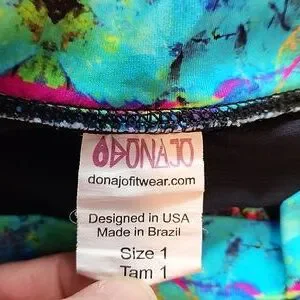 DONAJO
donajofitwear.com
Designed in USA
Made in Brazil
Size 1
Tam 1